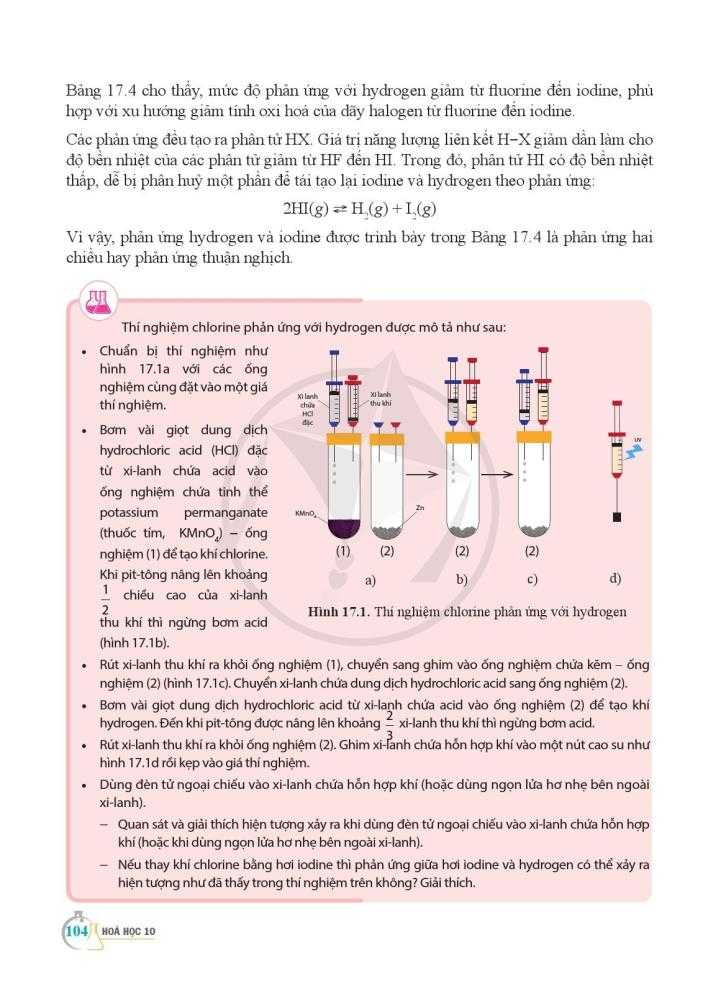 Bảng 17.4 cho thấy, mức độ phản ứng với hydrogen giảm từ fluorine đến iodine, phù
hợp với xu hướng giảm tính oxi hoá của dãy halogen từ fluorine đến iodine.
Các phản ứng đều tạo ra phân tử HX. Giá trị năng lượng liên kết H–X giảm dần làm cho
độ bền nhiệt của các phân tử giảm từ HF đến HI. Trong đó, phân tử HI có độ bền nhiệt
thấp, dễ bị phân huỷ một phần để tái tạo lại iodine và hydrogen theo phản ứng:
2HI(g) ⇌ H₂(g) + I₂(g)
Vì vậy, phản ứng hydrogen và iodine được trình bày trong Bảng 17.4 là phản ứng hai
chiều hay phản ứng thuận nghịch.
Thí nghiệm chlorine phản ứng với hydrogen được mô tả như sau:
• Chuẩn bị thí nghiệm như
hình 17.1a với các ống
nghiệm cùng đặt vào một giá
thí nghiệm.
• Bơm vài giọt dung dịch
hydrochloric acid (HCl) đặc
từ xi-lanh chứa acid vào
ống nghiệm chứa tinh thể
potassium permanganate
(thuốc tím, KMnO₄) – ống
nghiệm (1) để tạo khí chlorine.
Khi pit-tông nâng lên khoảng
1/2 chiều cao của xi-lanh
thu khí thì ngừng bơm acid
(hình 17.1b).
Xi lanh
chứa
HCl
đặc
Xi lanh
thu khí
KMnO₄
Zn
UV
(1) (2) (2) (2)
a) b) c) d)
Hình 17.1. Thí nghiệm chlorine phản ứng với hydrogen
• Rút xi-lanh thu khí ra khỏi ống nghiệm (1), chuyển sang ghim vào ống nghiệm chứa kẽm – ống
nghiệm (2) (hình 17.1c). Chuyển xi-lanh chứa dung dịch hydrochloric acid sang ống nghiệm (2).
• Bơm vài giọt dung dịch hydrochloric acid từ xi-lanh chứa acid vào ống nghiệm (2) để tạo khí
hydrogen. Đến khi pit-tông được nâng lên khoảng 2/3 xi-lanh thu khí thì ngừng bơm acid.
• Rút xi-lanh thu khí ra khỏi ống nghiệm (2). Ghim xi-lanh chứa hỗn hợp khí vào một nút cao su như
hình 17.1d rồi kẹp vào giá thí nghiệm.
• Dùng đèn tử ngoại chiếu vào xi-lanh chứa hỗn hợp khí (hoặc dùng ngọn lửa hơ nhẹ bên ngoài
xi-lanh).
– Quan sát và giải thích hiện tượng xảy ra khi dùng đèn tử ngoại chiếu vào xi-lanh chứa hỗn hợp
khí (hoặc khi dùng ngọn lửa hơ nhẹ bên ngoài xi-lanh).
– Nếu thay khí chlorine bằng hơi iodine thì phản ứng giữa hơi iodine và hydrogen có thể xảy ra
hiện tượng như đã thấy trong thí nghiệm trên không? Giải thích.
104 HOÁ HỌC 10